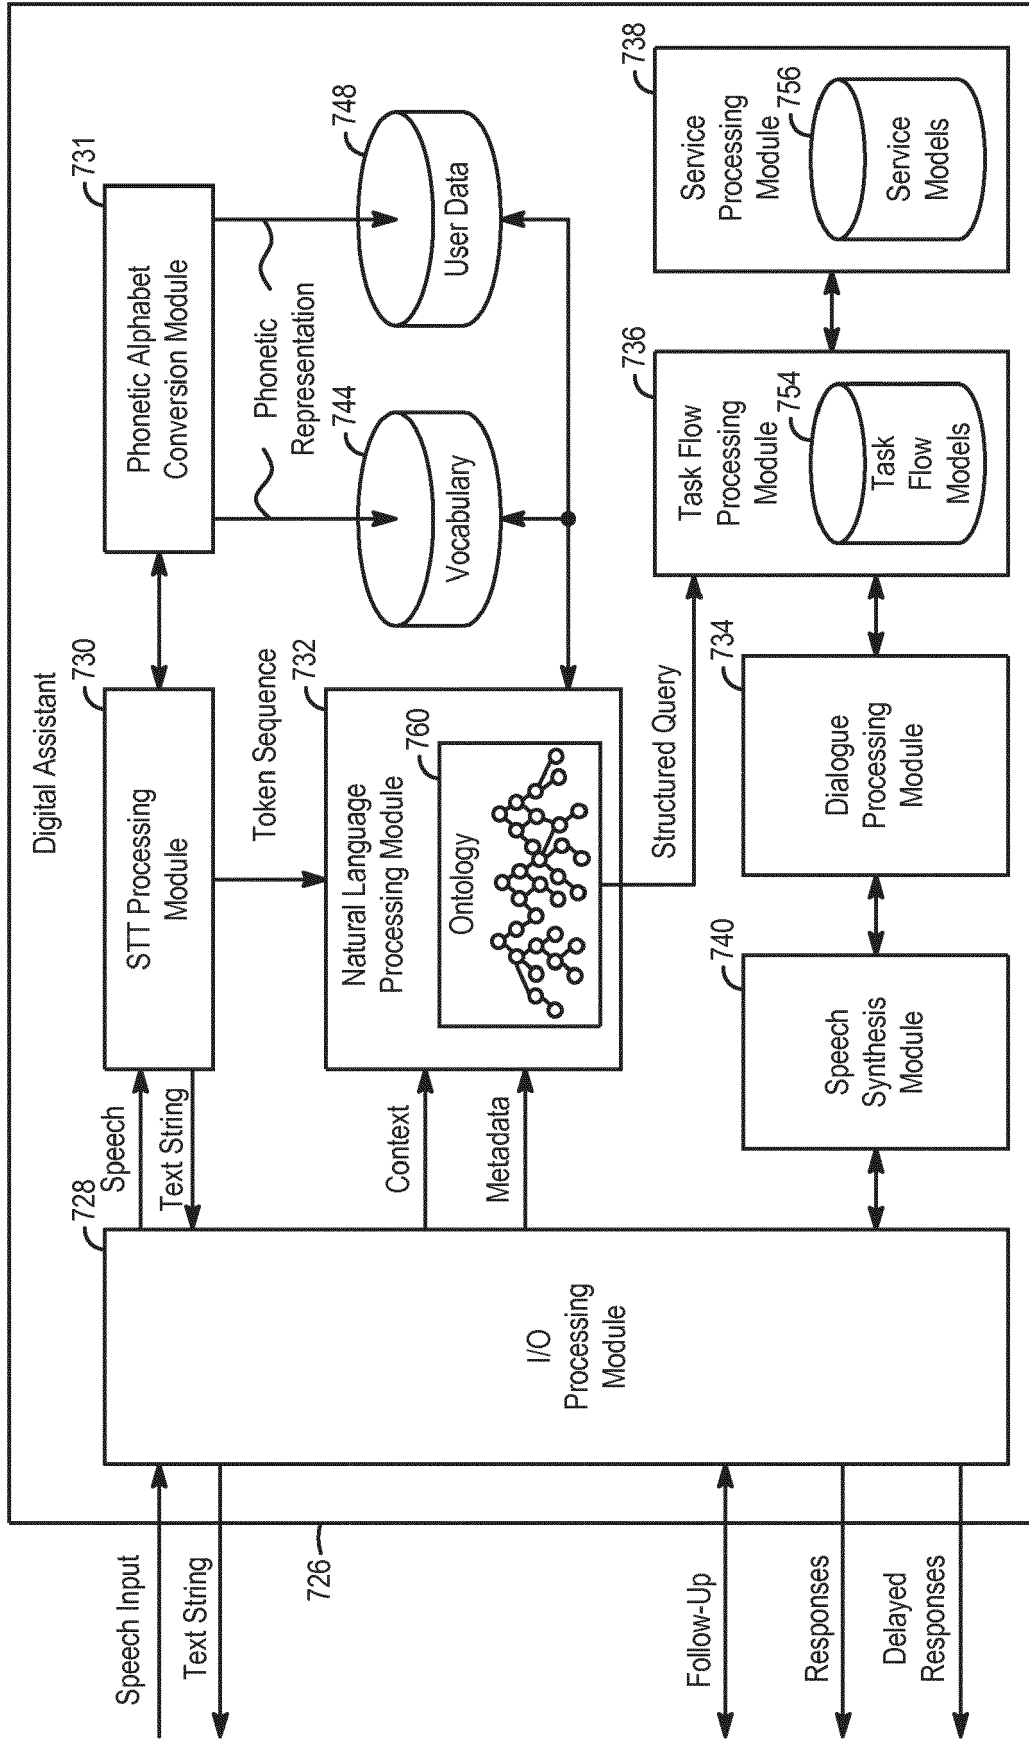 Digital Assistant
726
Speech Input
Text String
Follow-Up
Responses
Delayed
Responses
728
I/O
Processing
Module
Speech
Text String
Context
Metadata
730
STT Processing
Module
731
Phonetic Alphabet
Conversion Module
Token Sequence
Phonetic
Representation
732
Natural Language
Processing Module
760
Ontology
744
Vocabulary
748
User Data
Structured Query
740
Speech
Synthesis
Module
734
Dialogue
Processing
Module
736
Task Flow
Processing
Module
754
Task
Flow
Models
738
Service
Processing
Module
756
Service
Models